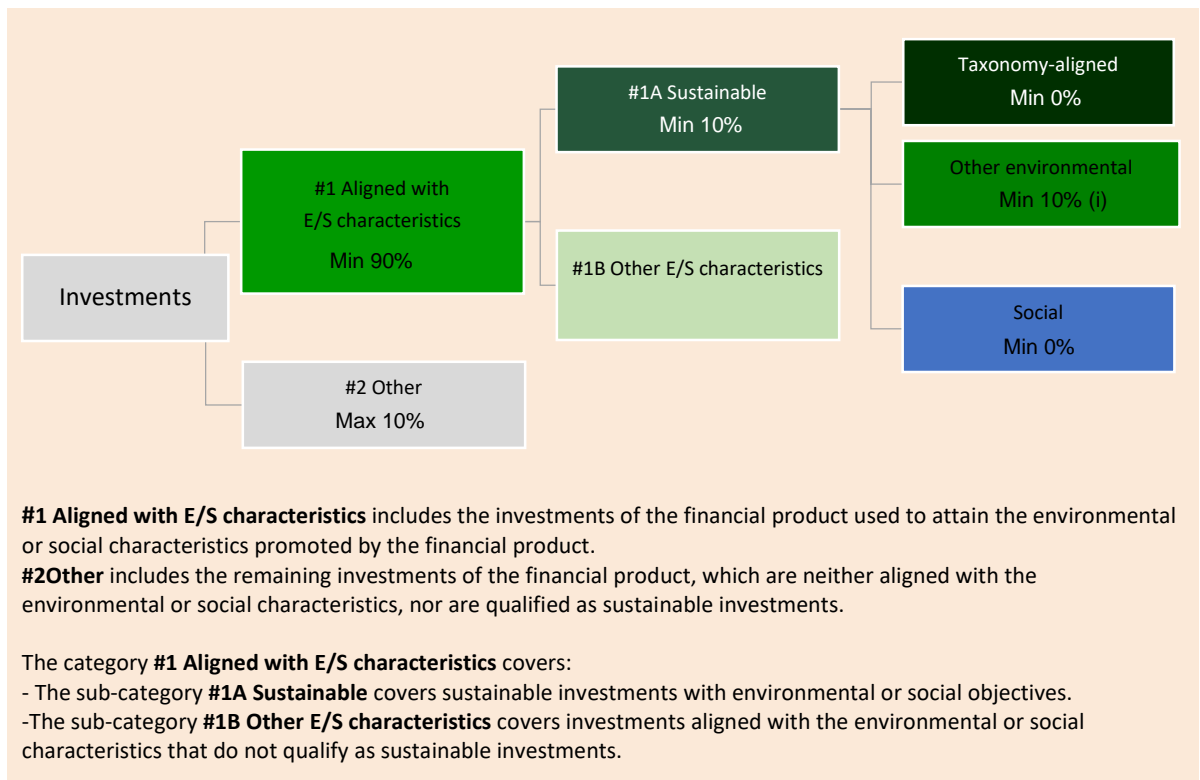 Investments
#1 Aligned with
E/S characteristics
Min 90%
#2 Other
Max 10%
#1A Sustainable
Min 10%
#1B Other E/S characteristics
Taxonomy-aligned
Min 0%
Other environmental
Min 10% (i)
Social
Min 0%
#1 Aligned with E/S characteristics includes the investments of the financial product used to attain the environmental
or social characteristics promoted by the financial product.
#2Other includes the remaining investments of the financial product, which are neither aligned with the
environmental or social characteristics, nor are qualified as sustainable investments.
The category #1 Aligned with E/S characteristics covers:
- The sub-category #1A Sustainable covers sustainable investments with environmental or social objectives.
-The sub-category #1B Other E/S characteristics covers investments aligned with the environmental or social
characteristics that do not qualify as sustainable investments.